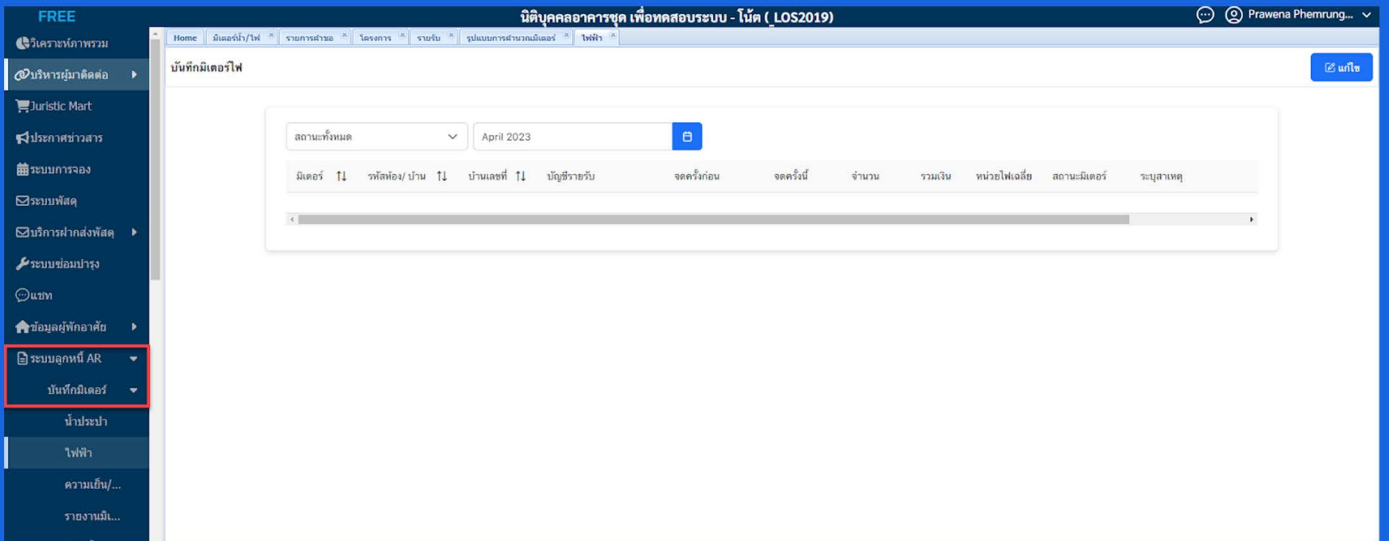 FREE
นิติบุคคลอาคารชุด เพื่อทดสอบระบบ - โน้ต (_LOS2019)
Prawena Phemrung...
วิเคราะห์ภาพรวม
Home มิเตอร์น้ำ/ไฟ รายการคำขอ โครงการ รายรับ รูปแบบการคำนวณมิเตอร์ ไฟฟ้า
บริหารผู้มาติดต่อ
บันทึกมิเตอร์ไฟ
แก้ไข
Juristic Mart
ประกาศข่าวสาร
สถานะทั้งหมด April 2023
ระบบการจอง
มิเตอร์ รหัสห้อง/ บ้าน บ้านเลขที่ บัญชีรายรับ จดครั้งก่อน จดครั้งนี้ จำนวน รวมเงิน หน่วยไฟเฉลี่ย สถานะมิเตอร์ ระบุสาเหตุ
ระบบพัสดุ
บริการฝากส่งพัสดุ
ระบบซ่อมบำรุง
แชท
ข้อมูลผู้พักอาศัย
ระบบลูกหนี้ AR
บันทึกมิเตอร์
น้ำประปา
ไฟฟ้า
ความเย็น/...
รายงานมิเ...